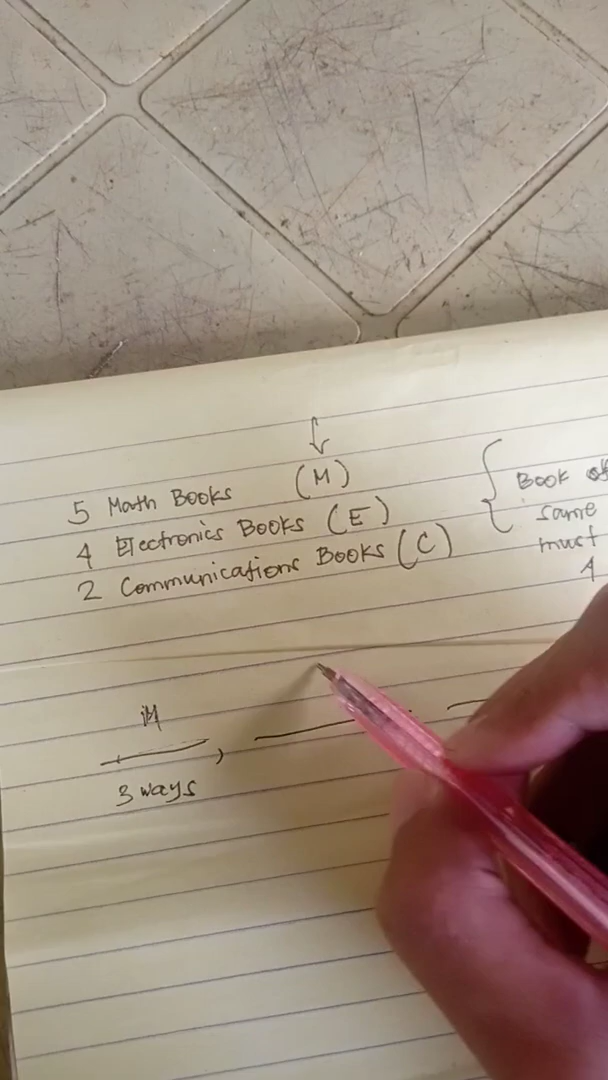 5 Math Books (M)
4 Electronics Books (E)
2 Communications Books (C)
Book of
same
must
M
3 ways